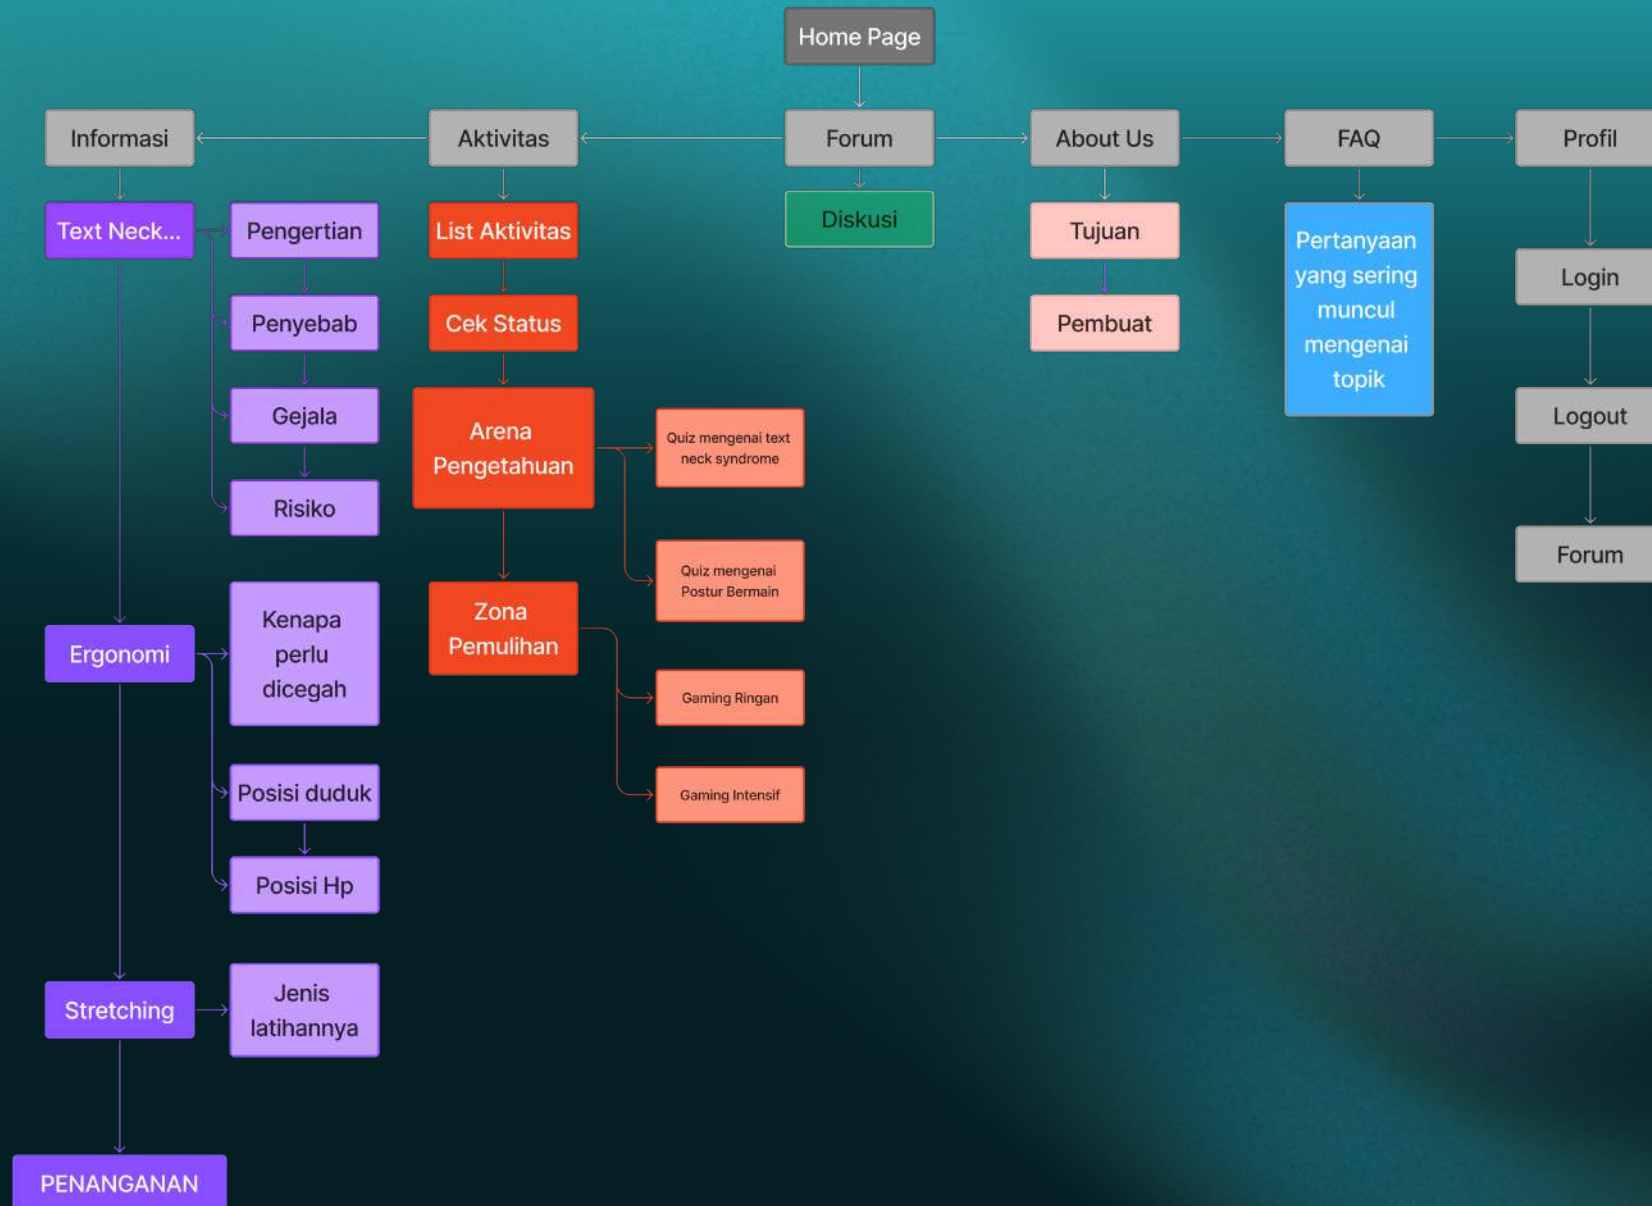 Home Page
Informasi
Aktivitas
Forum
About Us
FAQ
Profil
Text Neck...
Pengertian
Penyebab
Gejala
Risiko
Ergonomi
Kenapa
perlu
dicegah
Posisi duduk
Posisi Hp
Stretching
Jenis
latihannya
PENANGANAN
List Aktivitas
Cek Status
Arena
Pengetahuan
Quiz mengenai text
neck syndrome
Quiz mengenai
Postur Bermain
Zona
Pemulihan
Gaming Ringan
Gaming Intensif
Diskusi
Tujuan
Pembuat
Pertanyaan
yang sering
muncul
mengenai
topik
Login
Logout
Forum